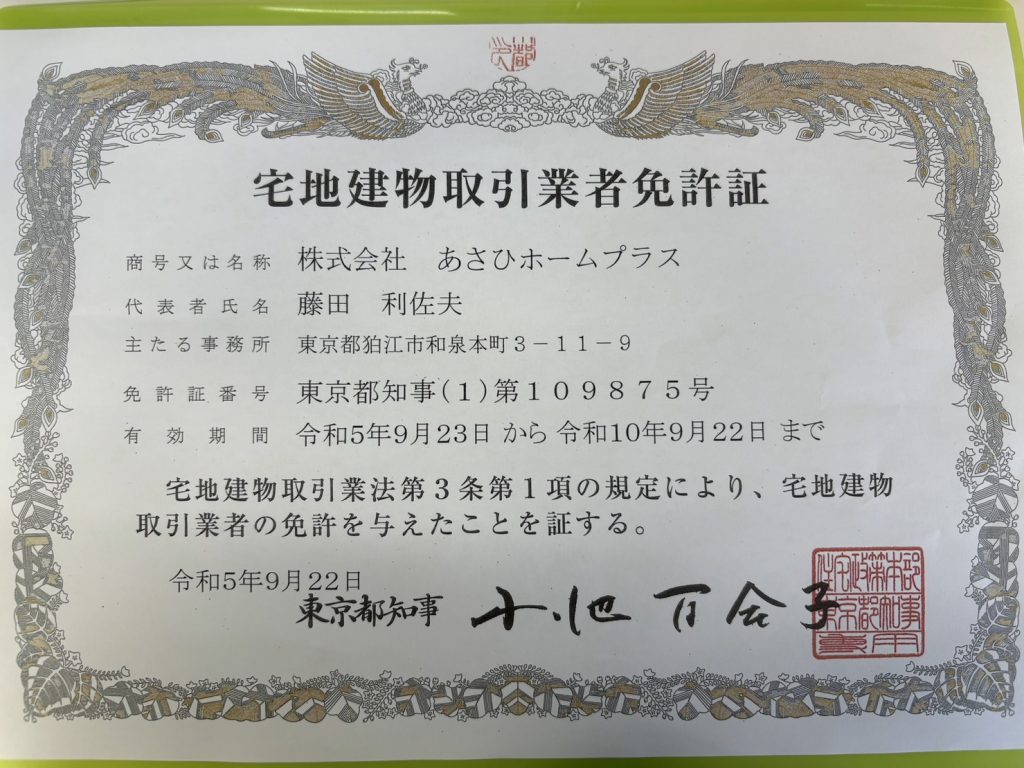 宅地建物取引業者免許証
商号又は名称 株式会社 あさひホームプラス
代表者氏名 藤田 利佐夫
主たる事務所 東京都狛江市和泉本町3-11-9
免許証番号 東京都知事(1)第109875号
有効期間 令和5年9月23日 から 令和10年9月22日 まで
宅地建物取引業法第3条第1項の規定により、宅地建物
取引業者の免許を与えたことを証する。
令和5年9月22日
東京都知事 小池百合子